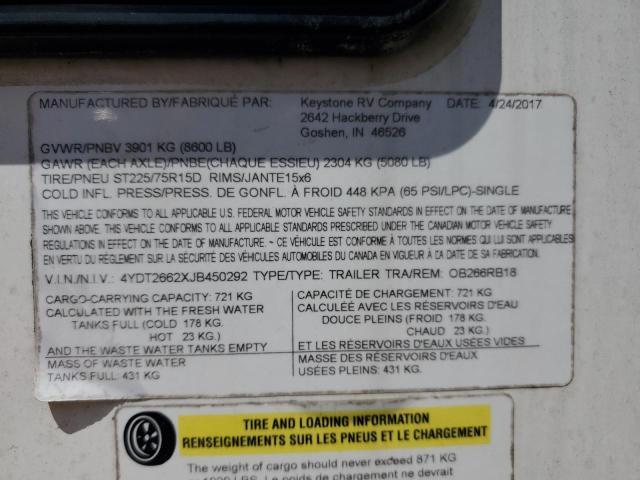 MANUFACTURED BY/FABRIQUÉ PAR: Keystone RV Company DATE: 4/24/2017
2642 Hackberry Drive
Goshen, IN 46526
GVWR/PNBV 3901 KG (8600 LB)
GAWR (EACH AXLE)/PNBE(CHAQUE ESSIEU) 2304 KG (5080 LB)
TIRE/PNEU ST225/75R15D RIMS/JANTE15x6
COLD INFL. PRESS/PRESS. DE GONFL. À FROID 448 KPA (65 PSI/LPC)-SINGLE
THIS VEHICLE CONFORMS TO ALL APPLICABLE U.S. FEDERAL MOTOR VEHICLE SAFETY STANDARDS IN EFFECT ON THE DATE OF MANUFACTURE
SHOWN ABOVE. THIS VEHICLE CONFORMS TO ALL APPLICABLE STANDARDS PRESCRIBED UNDER THE CANADIAN MOTOR VEHICLE SAFETY
REGULATIONS IN EFFECT ON THE DATE OF MANUFACTURE - CE VÉHICULE EST CONFORME À TOUTES LES NORMES QUI LUI SONT APPLICABLES
EN VERTU DU RÈGLEMENT SUR LA SÉCURITÉ DES VÉHICULES AUTOMOBILES DU CANADA EN VIGUEUR À LA DATE DE SA FABRICATION
V.I.N./N.I.V.: 4YDT2662XJB450292 TYPE/TYPE: TRAILER TRA/REM: OB266RB18
CARGO-CARRYING CAPACITY: 721 KG
CALCULATED WITH THE FRESH WATER
TANKS FULL (COLD 178 KG.
HOT 23 KG.)
AND THE WASTE WATER TANKS EMPTY
MASS OF WASTE WATER
TANKS FULL: 431 KG
CAPACITÉ DE CHARGEMENT: 721 KG
CALCULÉE AVEC LES RÉSERVOIRS D'EAU
DOUCE PLEINS (FROID 178 KG.
CHAUD 23 KG.)
ET LES RÉSERVOIRS D'EAUX USÉES VIDES
MASSE DES RÉSERVOIRS D'EAUX
USÉES PLEINS: 431 KG.
TIRE AND LOADING INFORMATION
RENSEIGNEMENTS SUR LES PNEUS ET LE CHARGEMENT
The weight of cargo should never exceed 871 KG
LBS. Le poids de chargement ne devrait